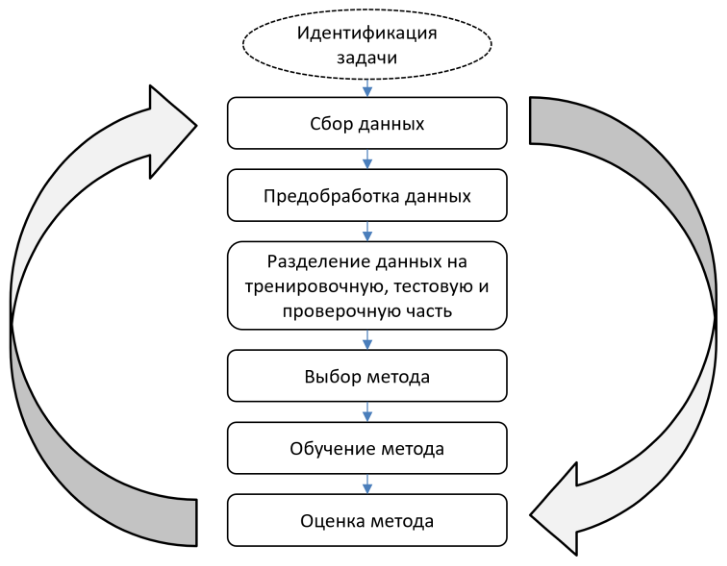 Идентификация
задачи
Сбор данных
Предобработка данных
Разделение данных на
тренировочную, тестовую и
проверочную часть
Выбор метода
Обучение метода
Оценка метода